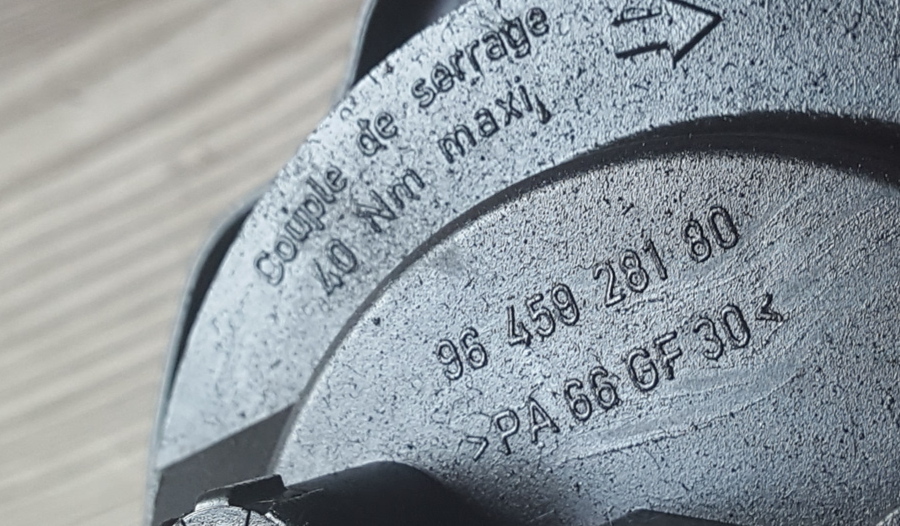 Couple de serrage
40 Nm maxi
96 459 281 80
>PA 66 GF 30<